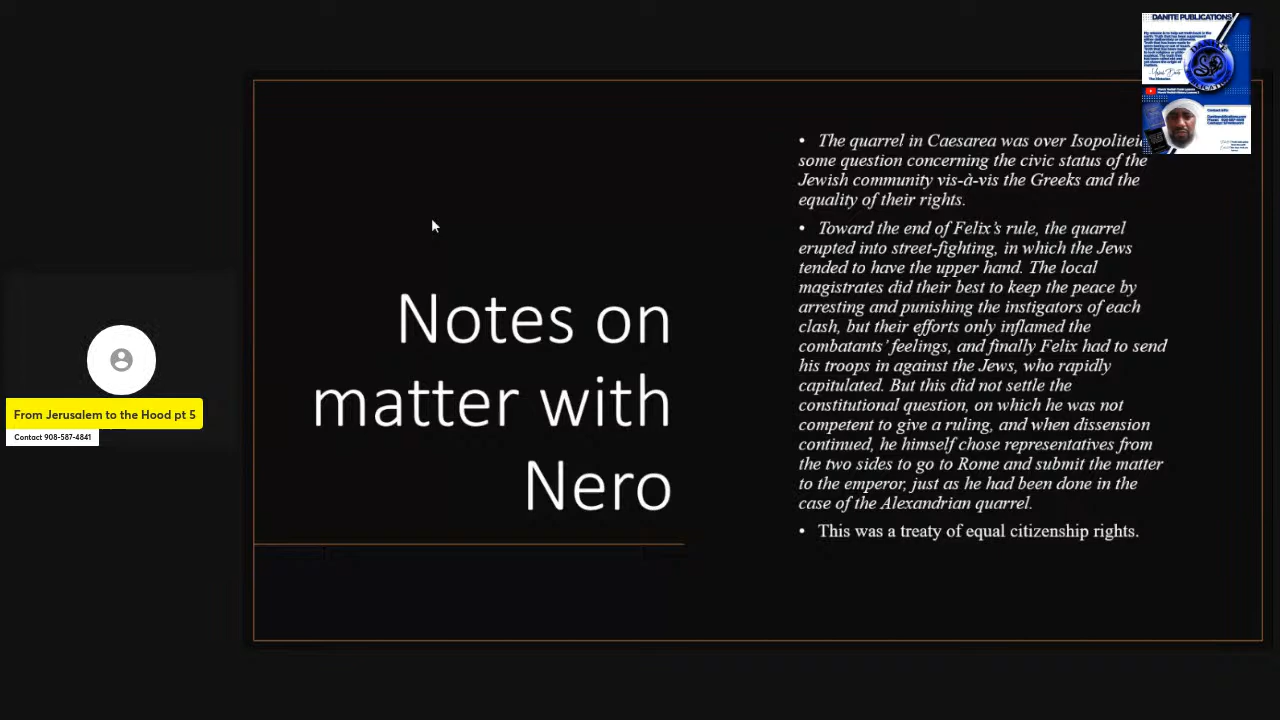 DANITE PUBLICATIONS
• The quarrel in Caesarea was over Isopolitei
some question concerning the civic status of the
Jewish community vis-à-vis the Greeks and the
equality of their rights.
• Toward the end of Felix's rule, the quarrel
erupted into street-fighting, in which the Jews
tended to have the upper hand. The local
magistrates did their best to keep the peace by
arresting and punishing the instigators of each
clash, but their efforts only inflamed the
combatants' feelings, and finally Felix had to send
his troops in against the Jews, who rapidly
capitulated. But this did not settle the
constitutional question, on which he was not
competent to give a ruling, and when dissension
continued, he himself chose representatives from
the two sides to go to Rome and submit the matter
to the emperor, just as he had been done in the
case of the Alexandrian quarrel.
• This was a treaty of equal citizenship rights.
Notes on
matter with
Nero
From Jerusalem to the Hood pt 5
Contact 908-587-4841